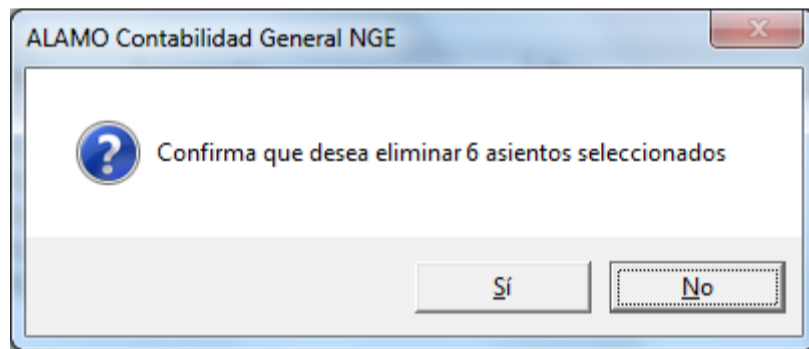 ALAMO Contabilidad General NGE
Confirma que desea eliminar 6 asientos seleccionados
Sí
No